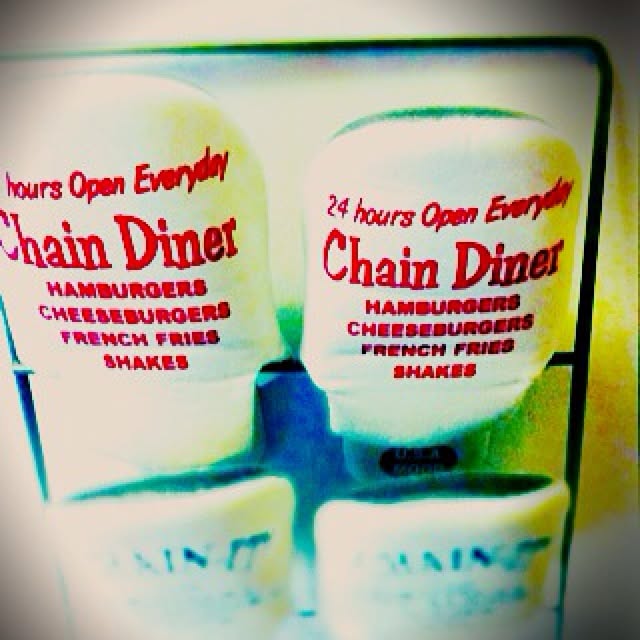 hours Open Everyday
Chain Diner
HAMBURGERS
CHEESEBURGERS
FRENCH FRIES
SHAKES
24 hours Open Everyday
Chain Diner
HAMBURGERS
CHEESEBURGERS
FRENCH FRIES
SHAKES
U.S.A